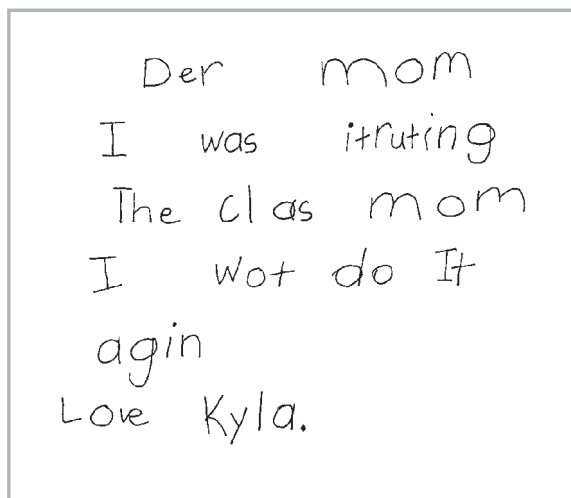 Der mom
I was itruting
The clas mom
I wot do It
agin
Love Kyla.